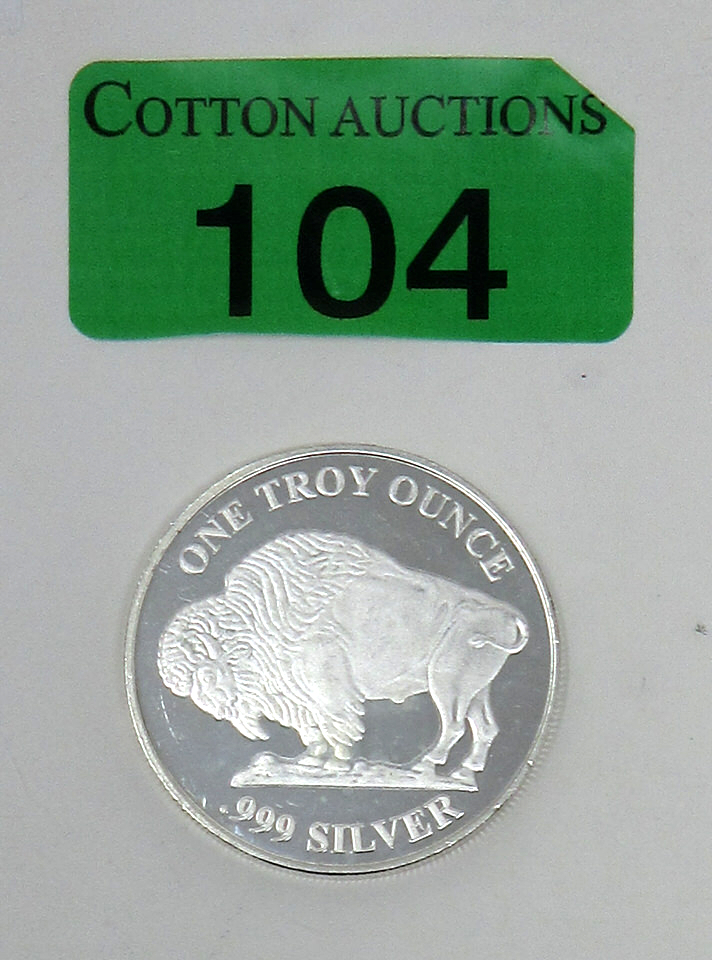 COTTON AUCTIONS
104
ONE TROY OUNCE
.999 SILVER